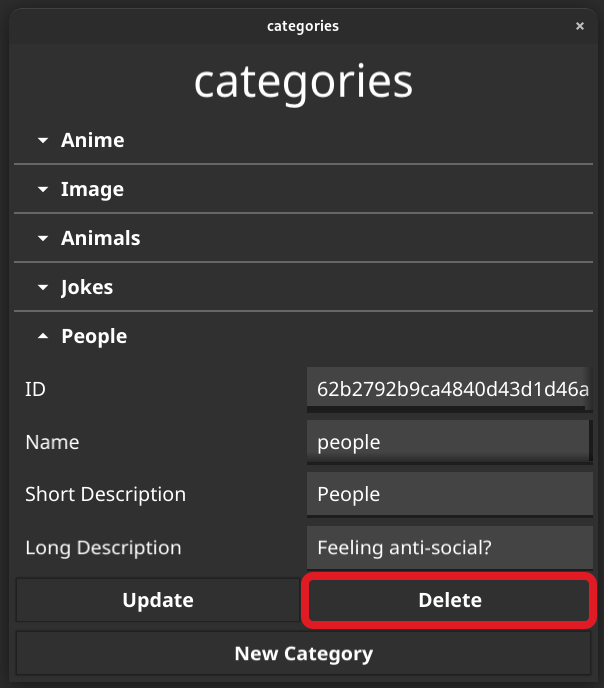 categories
categories
Anime
Image
Animals
Jokes
People
ID 62b2792b9ca4840d43d1d46a
Name people
Short Description People
Long Description Feeling anti-social?
Update Delete
New Category